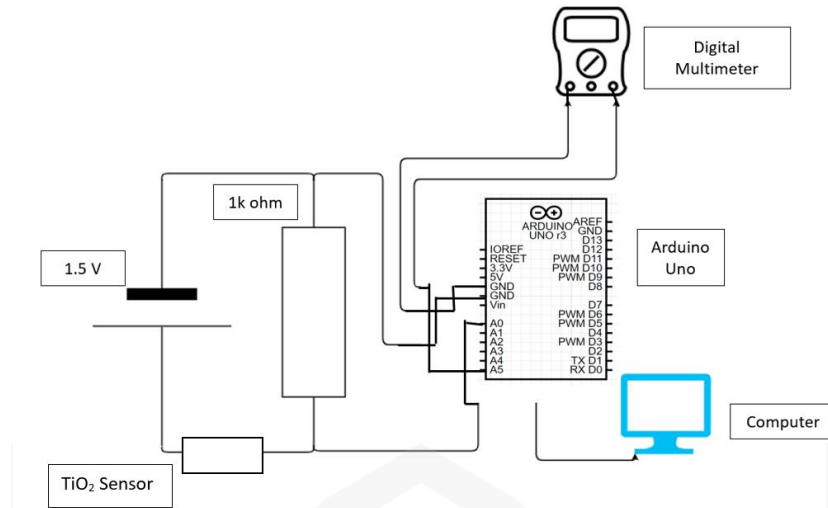 Digital
Multimeter
1k ohm
1.5 V
ARDUINO
UNO r3
AREF
GND
D13
IOREF
D12
RESET
PWM D11
3.3V
PWM D10
5V
PWM D9
GND
D8
GND
Vin
D7
PWM D6
A0
PWM D5
A1
D4
A2
PWM D3
A3
D2
A4
TX D1
A5
RX D0
Arduino
Uno
Computer
TiO₂ Sensor